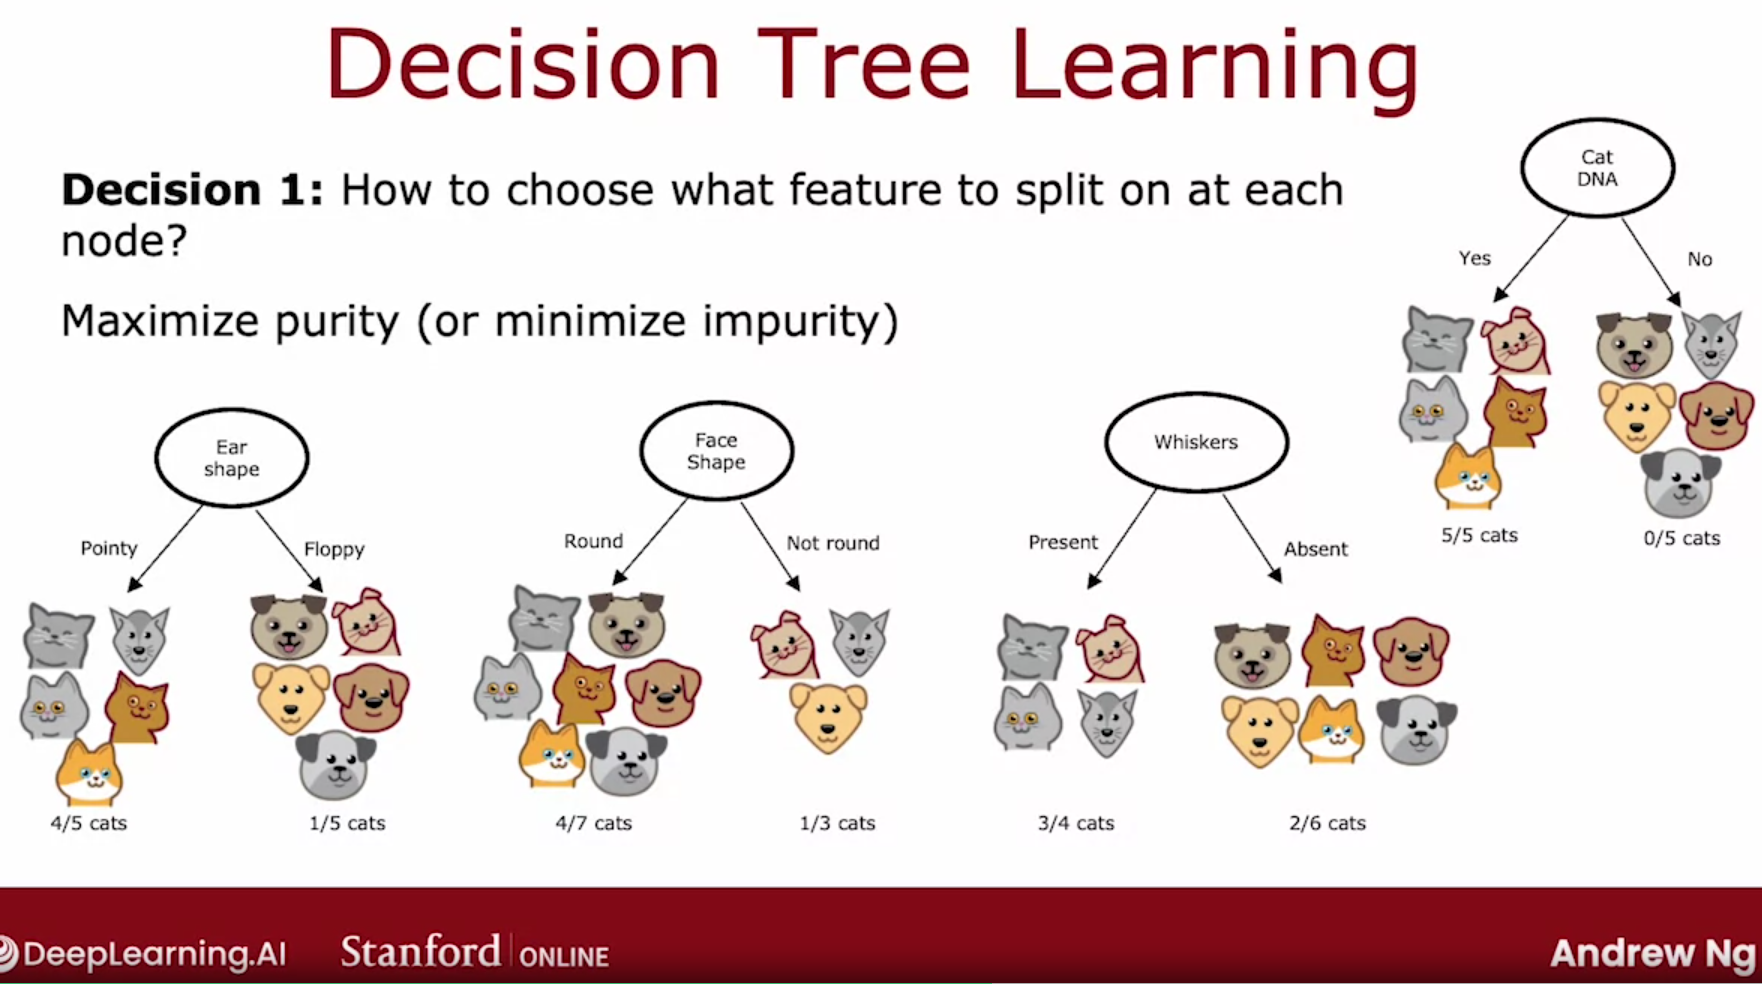 Decision Tree Learning
Decision 1: How to choose what feature to split on at each
node?
Maximize purity (or minimize impurity)
Cat
DNA
Yes
No
5/5 cats
0/5 cats
Ear
shape
Pointy
Floppy
4/5 cats
1/5 cats
Face
Shape
Round
Not round
4/7 cats
1/3 cats
Whiskers
Present
Absent
3/4 cats
2/6 cats
DeepLearning.AI
Stanford ONLINE
Andrew Ng